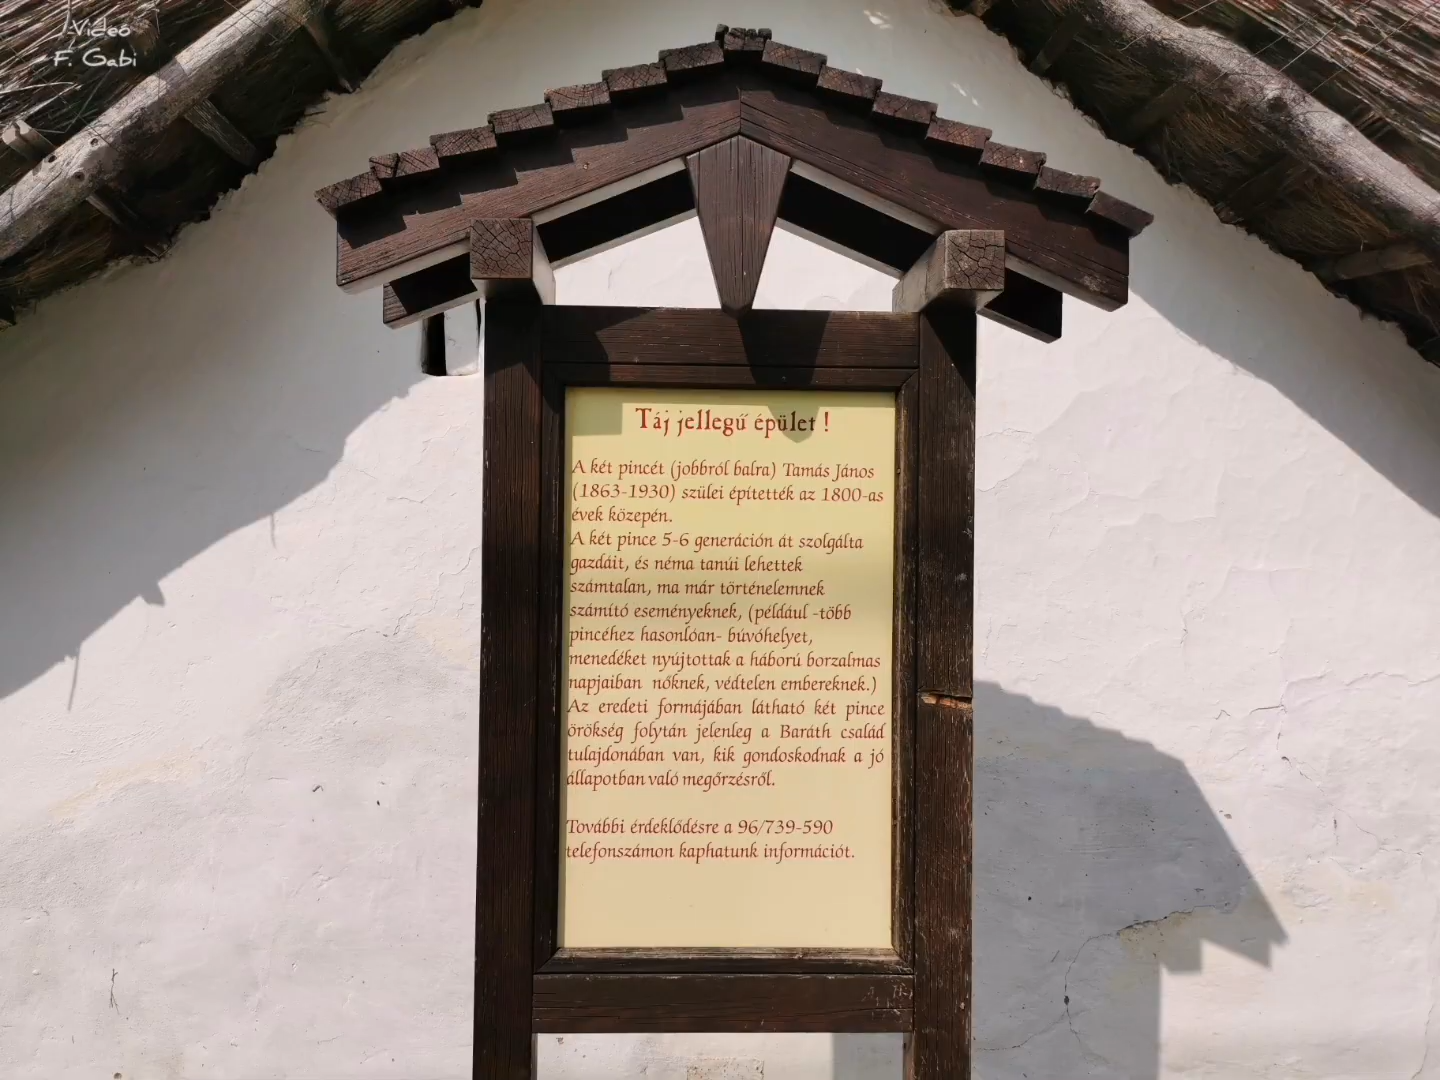 Videó
F. Gabi
Táj jellegű épület !
A két pincét (jobbról balra) Tamás János
(1863-1930) szülei építették az 1800-as
évek közepén.
A két pince 5-6 generáción át szolgálta
gazdáit, és néma tanúi lehettek
számtalan, ma már történelemnek
számító eseményeknek, (például -több
pincéhez hasonlóan- búvóhelyet,
menedéket nyújtottak a háború borzalmas
napjaiban nőknek, védtelen embereknek.)
Az eredeti formájában látható két pince
örökség folytán jelenleg a Baráth család
tulajdonában van, kik gondoskodnak a jó
állapotban való megőrzésről.
További érdeklődésre a 96/739-590
telefonszámon kaphatunk információt.